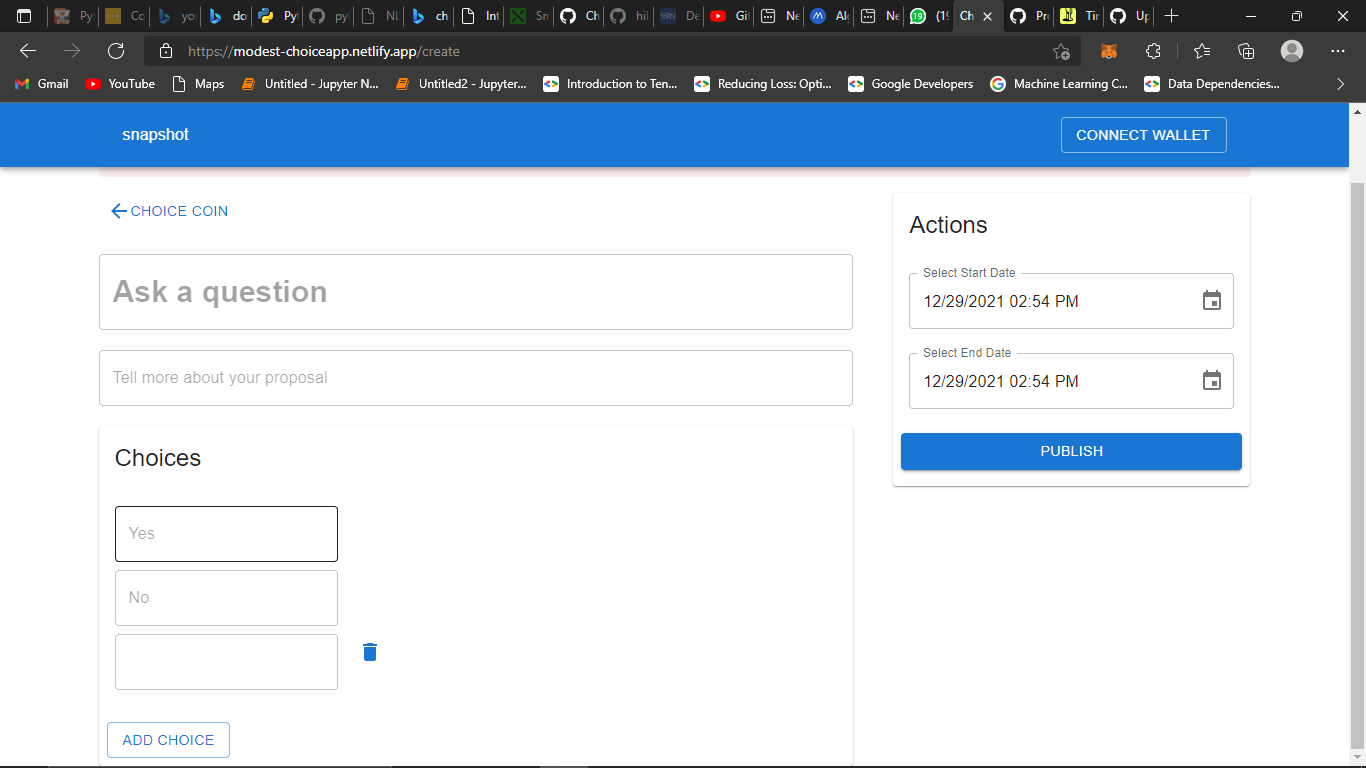 Py
Co
yo
do
Py
py
NL
ch
Int
Sn
Ch
hil
De
Git
Ne
Alg
Ne
(19
Ch
Pr
Tir
Up
https://modest-choiceapp.netlify.app/create
Gmail
YouTube
Maps
Untitled - Jupyter N...
Untitled2 - Jupyter...
Introduction to Ten...
Reducing Loss: Opti...
Google Developers
Machine Learning C...
Data Dependencies...
snapshot
CONNECT WALLET
CHOICE COIN
Ask a question
Tell more about your proposal
Choices
Yes
No
ADD CHOICE
Actions
Select Start Date
12/29/2021 02:54 PM
Select End Date
12/29/2021 02:54 PM
PUBLISH